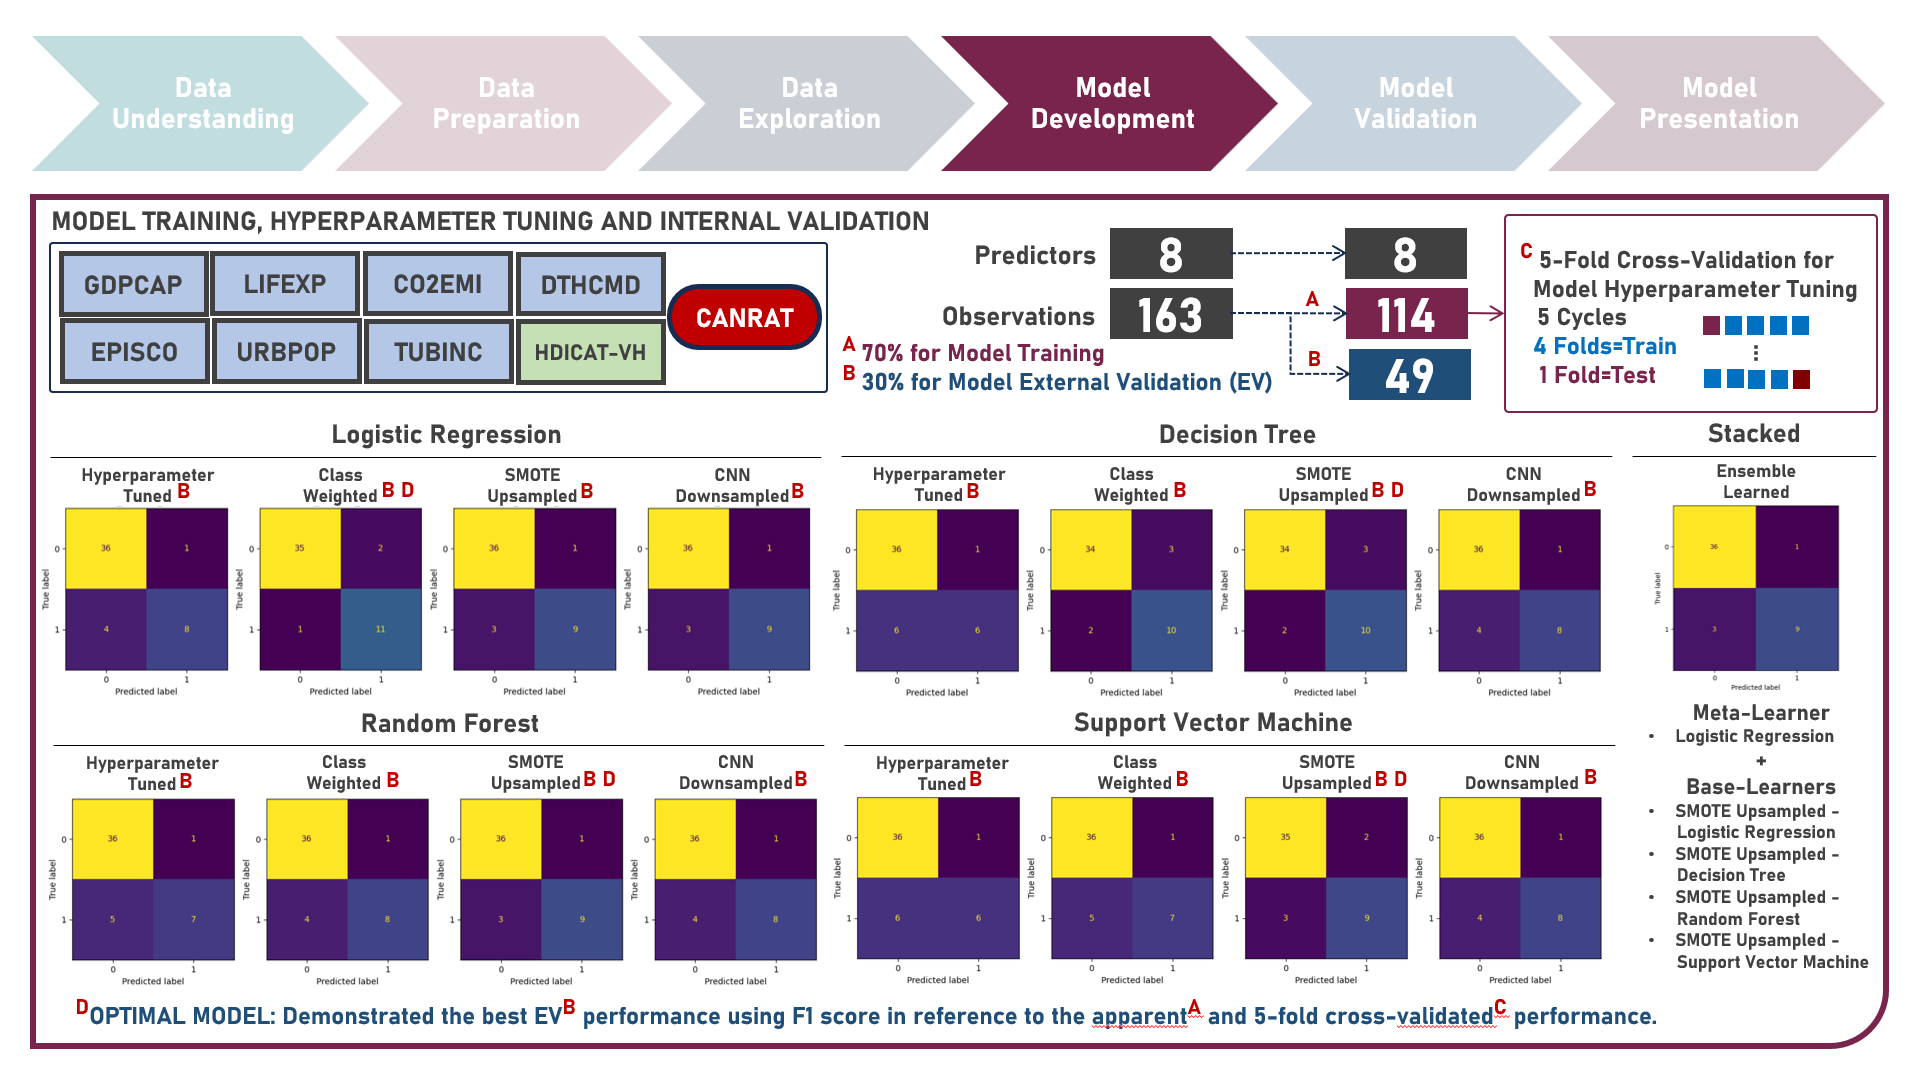 Data
Understanding
Data
Preparation
Data
Exploration
Model
Development
Model
Validation
Model
Presentation
MODEL TRAINING, HYPERPARAMETER TUNING AND INTERNAL VALIDATION
GDPCAP
LIFEXP
CO2EMI
DTHCMD
EPISCO
URBPOP
TUBINC
HDICAT-VH
CANRAT
Predictors
8
8
Observations
163
A
114
B
49
A 70% for Model Training
B 30% for Model External Validation (EV)
C 5-Fold Cross-Validation for
Model Hyperparameter Tuning
5 Cycles
4 Folds=Train
1 Fold=Test
Logistic Regression
Hyperparameter
Tuned B
True label
0
36
1
1
4
8
0
1
Predicted label
Class
Weighted B D
True label
0
35
2
1
1
11
0
1
Predicted label
SMOTE
Upsampled B
True label
0
36
1
1
3
9
0
1
Predicted label
CNN
Downsampled B
True label
0
36
1
1
3
9
0
1
Predicted label
Decision Tree
Hyperparameter
Tuned B
True label
0
36
1
1
6
6
0
1
Predicted label
Class
Weighted B
True label
0
34
3
1
2
10
0
1
Predicted label
SMOTE
Upsampled B D
True label
0
34
3
1
2
10
0
1
Predicted label
CNN
Downsampled B
True label
0
36
1
1
4
8
0
1
Predicted label
Stacked
Ensemble
Learned
True label
0
36
1
1
3
9
0
1
Predicted label
Random Forest
Hyperparameter
Tuned B
True label
0
36
1
1
5
7
0
1
Predicted label
Class
Weighted B
True label
0
36
1
1
4
8
0
1
Predicted label
SMOTE
Upsampled B D
True label
0
36
1
1
3
9
0
1
Predicted label
CNN
Downsampled B
True label
0
36
1
1
4
8
0
1
Predicted label
Support Vector Machine
Hyperparameter
Tuned B
True label
0
36
1
1
6
6
0
1
Predicted label
Class
Weighted B
True label
0
36
1
1
5
7
0
1
Predicted label
SMOTE
Upsampled B D
True label
0
35
2
1
3
9
0
1
Predicted label
CNN
Downsampled B
True label
0
36
1
1
4
8
0
1
Predicted label
Meta-Learner
• Logistic Regression
+
Base-Learners
• SMOTE Upsampled –
Logistic Regression
• SMOTE Upsampled –
Decision Tree
• SMOTE Upsampled –
Random Forest
• SMOTE Upsampled –
Support Vector Machine
D OPTIMAL MODEL: Demonstrated the best EV B performance using F1 score in reference to the apparent A and 5-fold cross-validated C performance.